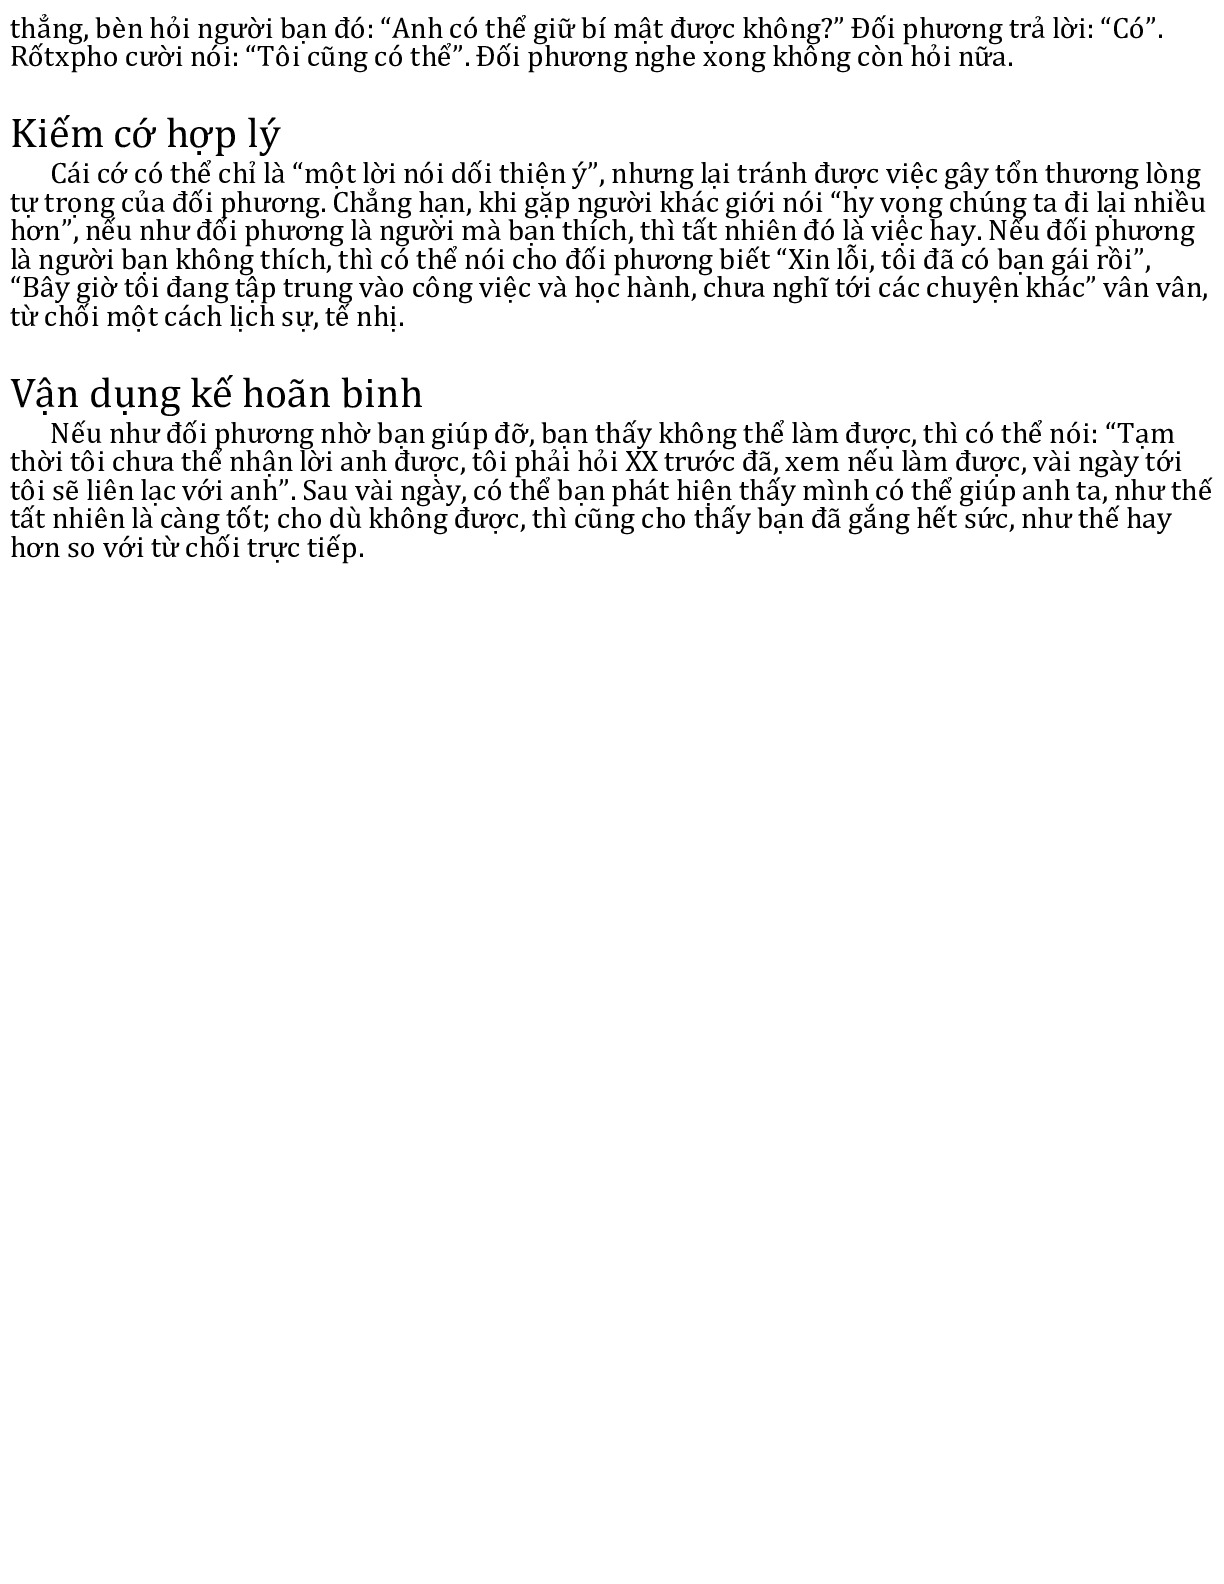 thẳng, bèn hỏi người bạn đó: “Anh có thể giữ bí mật được không?” Đối phương trả lời: “Có”.
Rốtxpho cười nói: “Tôi cũng có thể”. Đối phương nghe xong không còn hỏi nữa.
Kiếm cớ hợp lý
Cái cớ có thể chỉ là “một lời nói dối thiện ý”, nhưng lại tránh được việc gây tổn thương lòng
tự trọng của đối phương. Chẳng hạn, khi gặp người khác giới nói “hy vọng chúng ta đi lại nhiều
hơn”, nếu như đối phương là người mà bạn thích, thì tất nhiên đó là việc hay. Nếu đối phương
là người bạn không thích, thì có thể nói cho đối phương biết “Xin lỗi, tôi đã có bạn gái rồi”,
“Bây giờ tôi đang tập trung vào công việc và học hành, chưa nghĩ tới các chuyện khác” vân vân,
từ chối một cách lịch sự, tế nhị.
Vận dụng kế hoãn binh
Nếu như đối phương nhờ bạn giúp đỡ, bạn thấy không thể làm được, thì có thể nói: “Tạm
thời tôi chưa thể nhận lời anh được, tôi phải hỏi XX trước đã, xem nếu làm được, vài ngày tới
tôi sẽ liên lạc với anh”. Sau vài ngày, có thể bạn phát hiện thấy mình có thể giúp anh ta, như thế
tất nhiên là càng tốt; cho dù không được, thì cũng cho thấy bạn đã gắng hết sức, như thế hay
hơn so với từ chối trực tiếp.